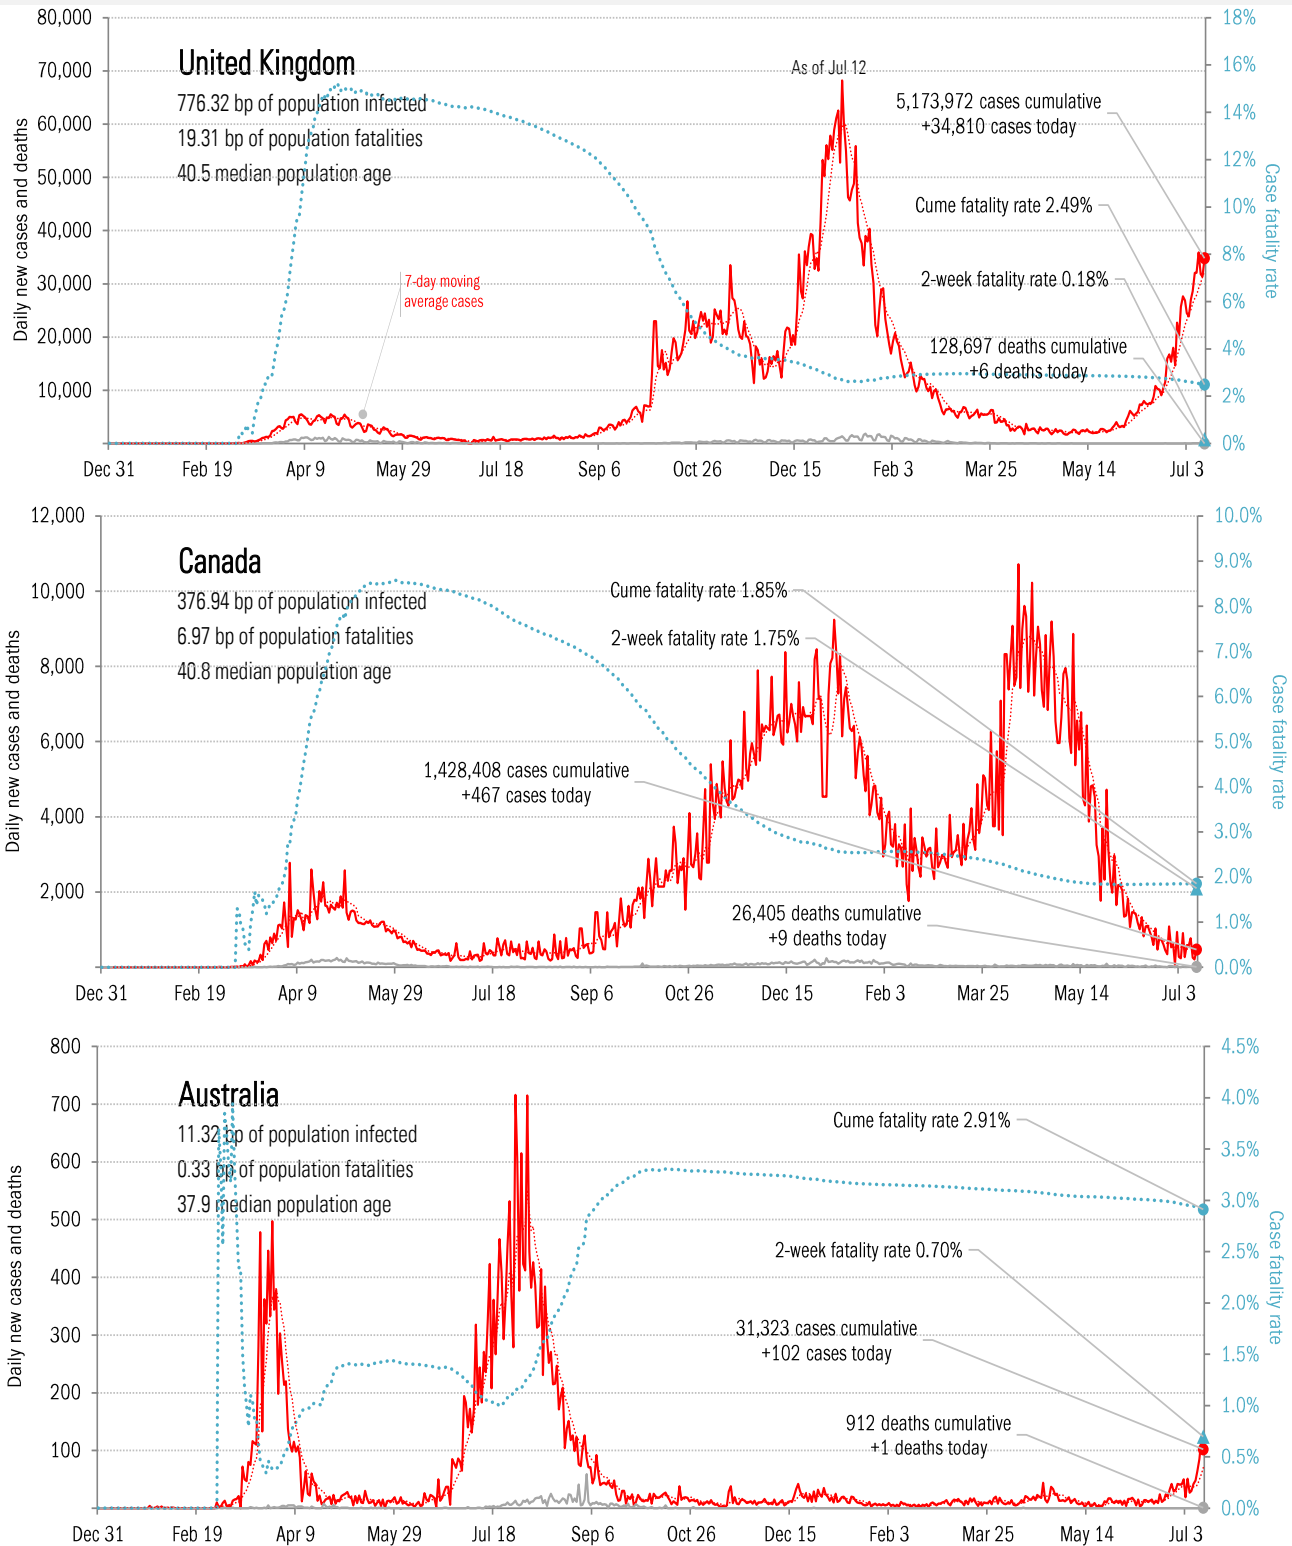 80,000
70,000
60,000
50,000
40,000
30,000
20,000
10,000
Daily new cases and deaths
United Kingdom
776.32 bp of population infected
19.31 bp of population fatalities
40.5 median population age
7-day moving
average cases
As of Jul 12
5,173,972 cases cumulative
+34,810 cases today
Cume fatality rate 2.49%
2-week fatality rate 0.18%
128,697 deaths cumulative
+6 deaths today
18%
16%
14%
12%
10%
8%
6%
4%
2%
0%
Case fatality rate
Dec 31 Feb 19 Apr 9 May 29 Jul 18 Sep 6 Oct 26 Dec 15 Feb 3 Mar 25 May 14 Jul 3
12,000
10,000
8,000
6,000
4,000
2,000
Daily new cases and deaths
Canada
376.94 bp of population infected
6.97 bp of population fatalities
40.8 median population age
Cume fatality rate 1.85%
2-week fatality rate 1.75%
1,428,408 cases cumulative
+467 cases today
26,405 deaths cumulative
+9 deaths today
10.0%
9.0%
8.0%
7.0%
6.0%
5.0%
4.0%
3.0%
2.0%
1.0%
0.0%
Case fatality rate
Dec 31 Feb 19 Apr 9 May 29 Jul 18 Sep 6 Oct 26 Dec 15 Feb 3 Mar 25 May 14 Jul 3
800
700
600
500
400
300
200
100
Daily new cases and deaths
Australia
11.32 bp of population infected
0.33 bp of population fatalities
37.9 median population age
Cume fatality rate 2.91%
2-week fatality rate 0.70%
31,323 cases cumulative
+102 cases today
912 deaths cumulative
+1 deaths today
4.5%
4.0%
3.5%
3.0%
2.5%
2.0%
1.5%
1.0%
0.5%
0.0%
Case fatality rate
Dec 31 Feb 19 Apr 9 May 29 Jul 18 Sep 6 Oct 26 Dec 15 Feb 3 Mar 25 May 14 Jul 3